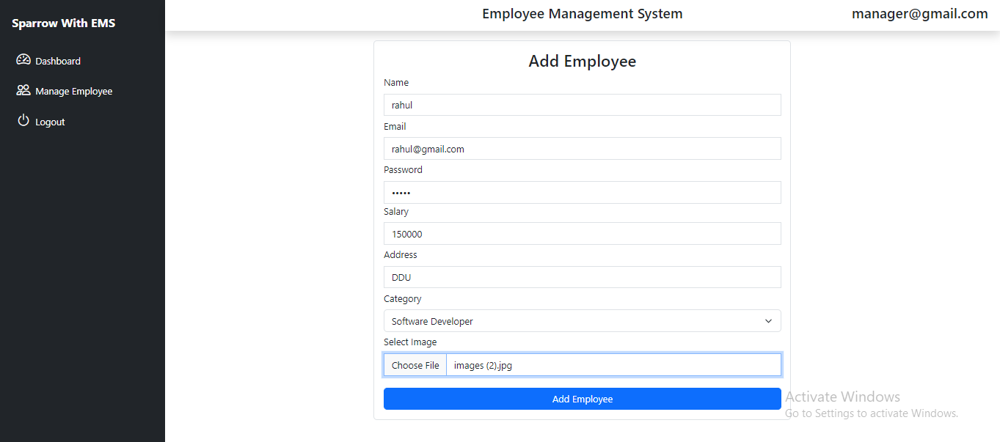 Sparrow With EMS
Dashboard
Manage Employee
Logout
Employee Management System
manager@gmail.com
Add Employee
Name
rahul
Email
rahul@gmail.com
Password
•••••
Salary
150000
Address
DDU
Category
Software Developer
Select Image
Choose File images (2).jpg
Add Employee
Activate Windows
Go to Settings to activate Windows.